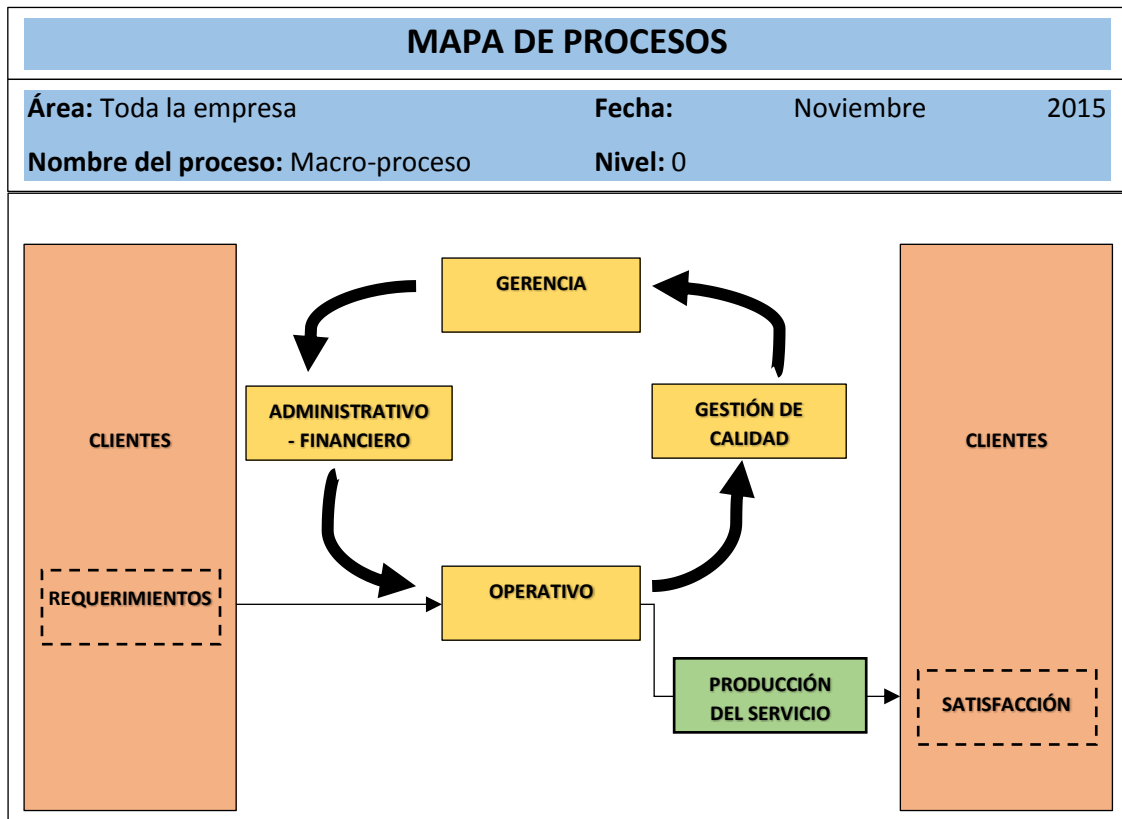 MAPA DE PROCESOS
Área: Toda la empresa Fecha: Noviembre 2015
Nombre del proceso: Macro-proceso Nivel: 0
GERENCIA
ADMINISTRATIVO
- FINANCIERO
GESTIÓN DE
CALIDAD
CLIENTES
CLIENTES
REQUERIMIENTOS
OPERATIVO
PRODUCCIÓN
DEL SERVICIO
SATISFACCIÓN